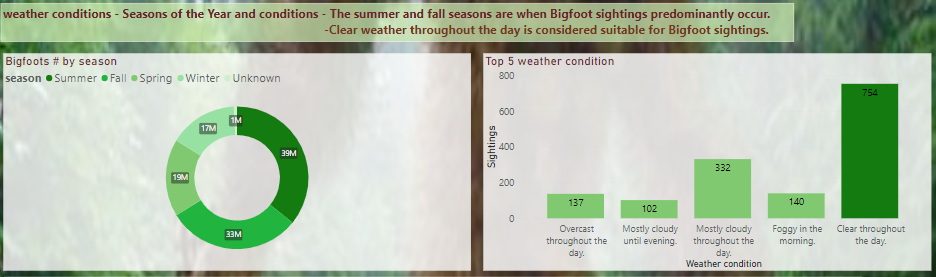 weather conditions - Seasons of the Year and conditions - The summer and fall seasons are when Bigfoot sightings predominantly occur.
-Clear weather throughout the day is considered suitable for Bigfoot sightings.
Bigfoots # by season
season Summer Fall Spring Winter Unknown
1M
17M
39M
19M
33M
Top 5 weather condition
Sightings
800
600
400
200
0
137
102
332
140
754
Overcast
throughout the
day.
Mostly cloudy
until evening.
Mostly cloudy
throughout the
day.
Foggy in the
morning.
Clear throughout
the day.
Weather condition